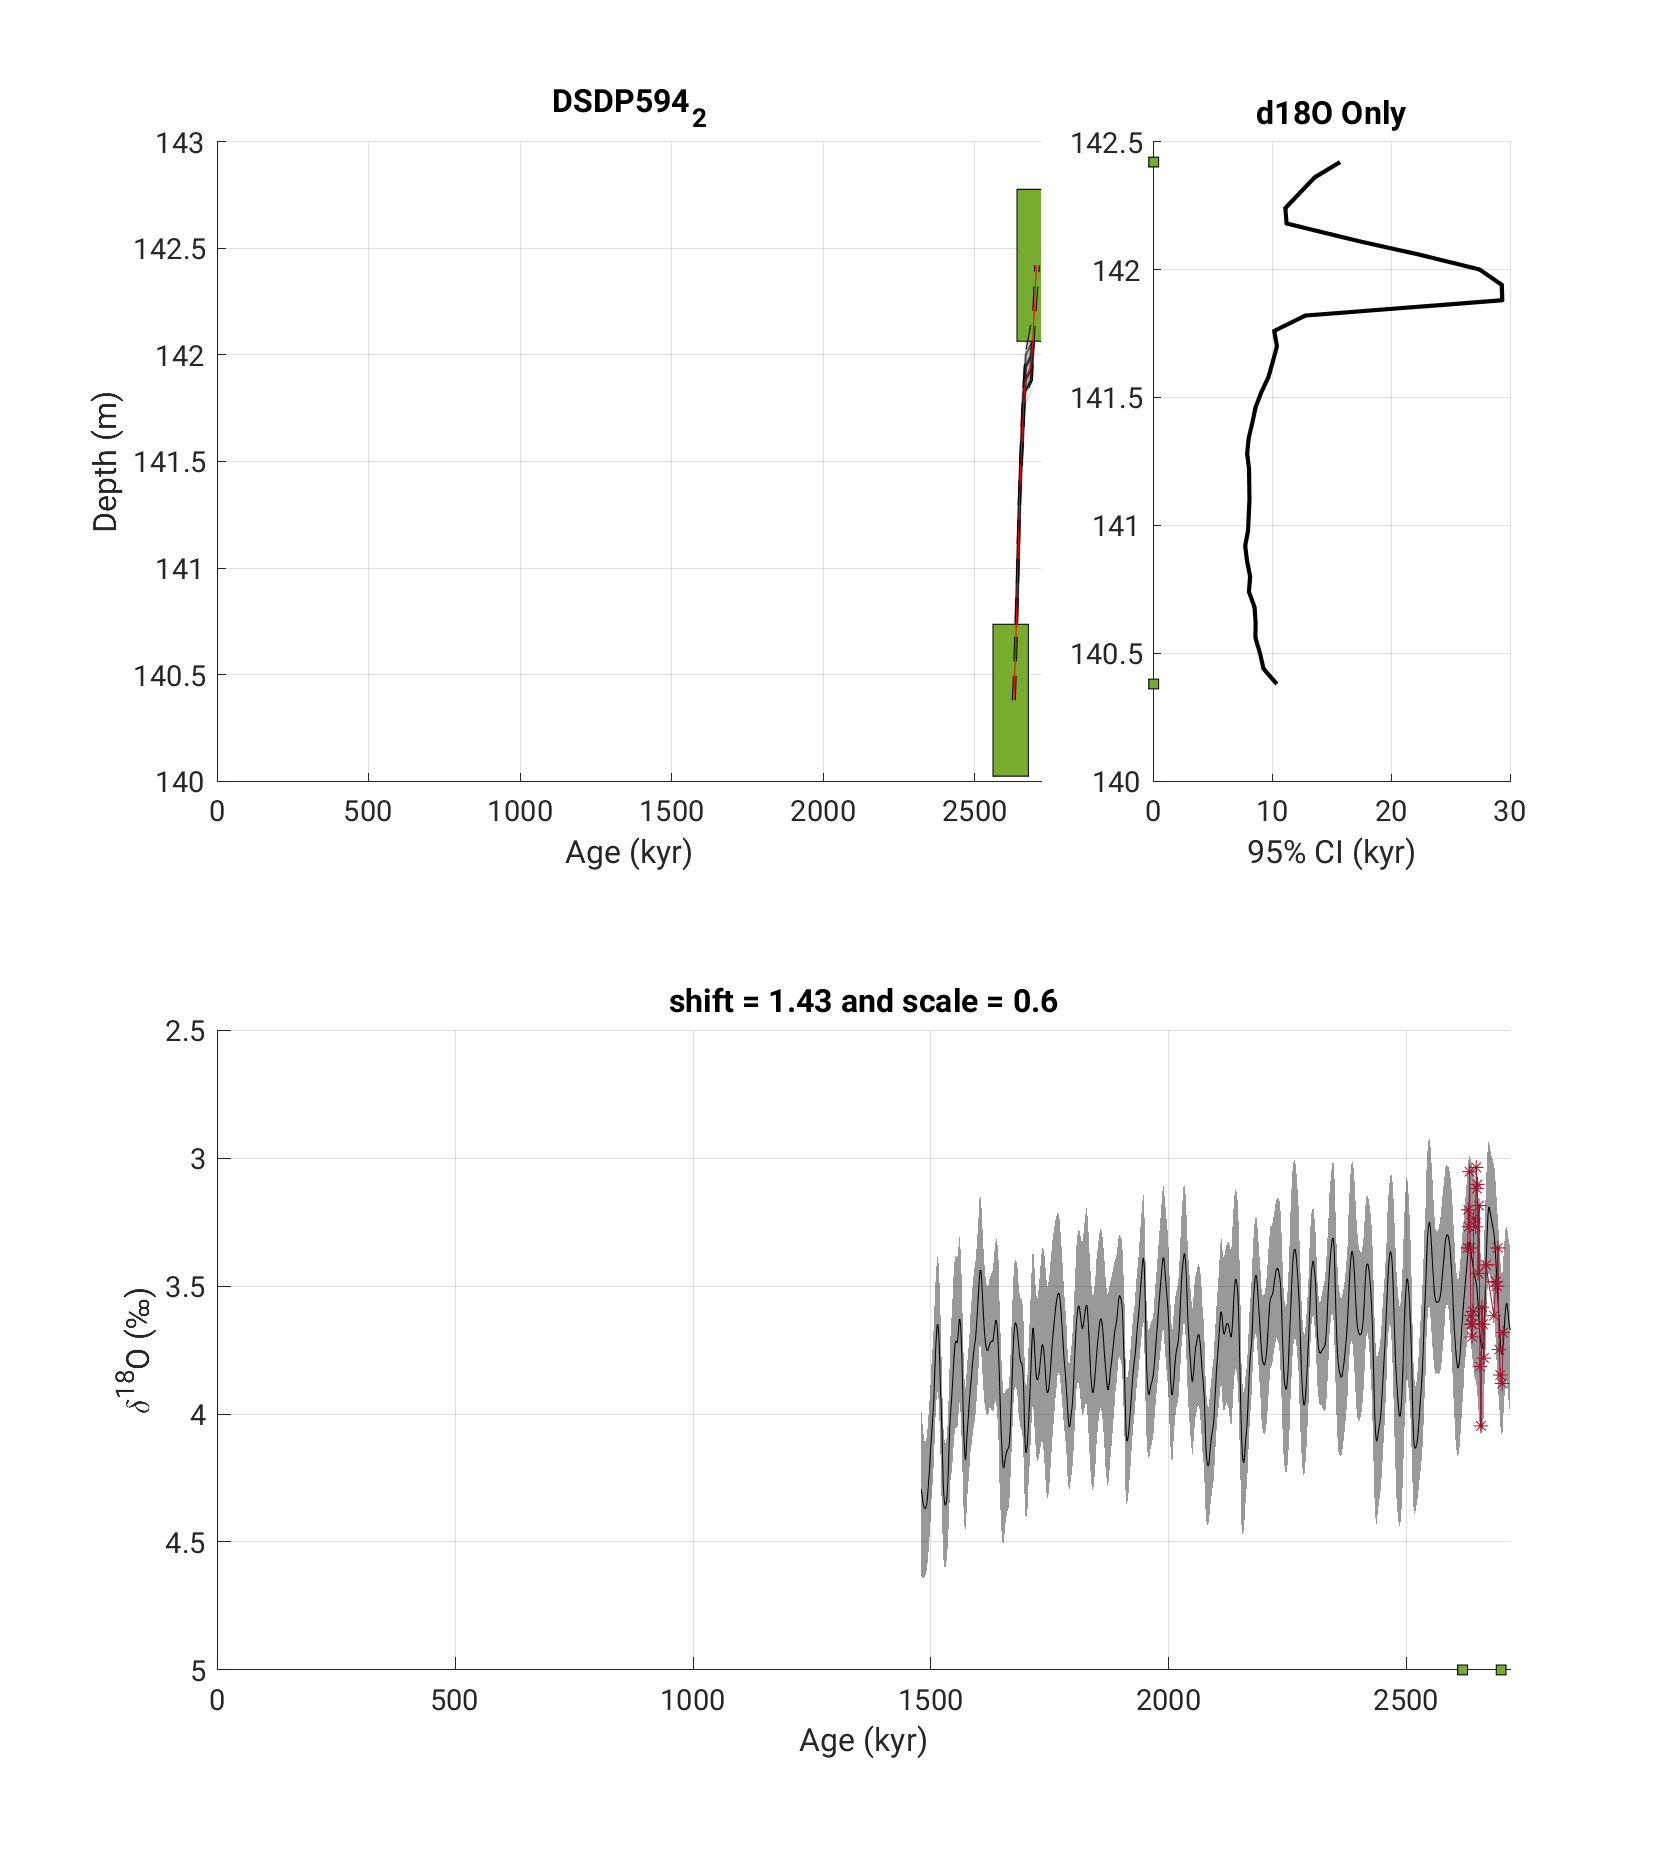 DSDP594₂
143
142.5
142
141.5
141
140.5
140
Depth (m)
0 500 1000 1500 2000 2500
Age (kyr)
d18O Only
142.5
142
141.5
141
140.5
140
0 10 20 30
95% CI (kyr)
shift = 1.43 and scale = 0.6
2.5
3
3.5
4
4.5
5
δ¹⁸O (‰)
0 500 1000 1500 2000 2500
Age (kyr)